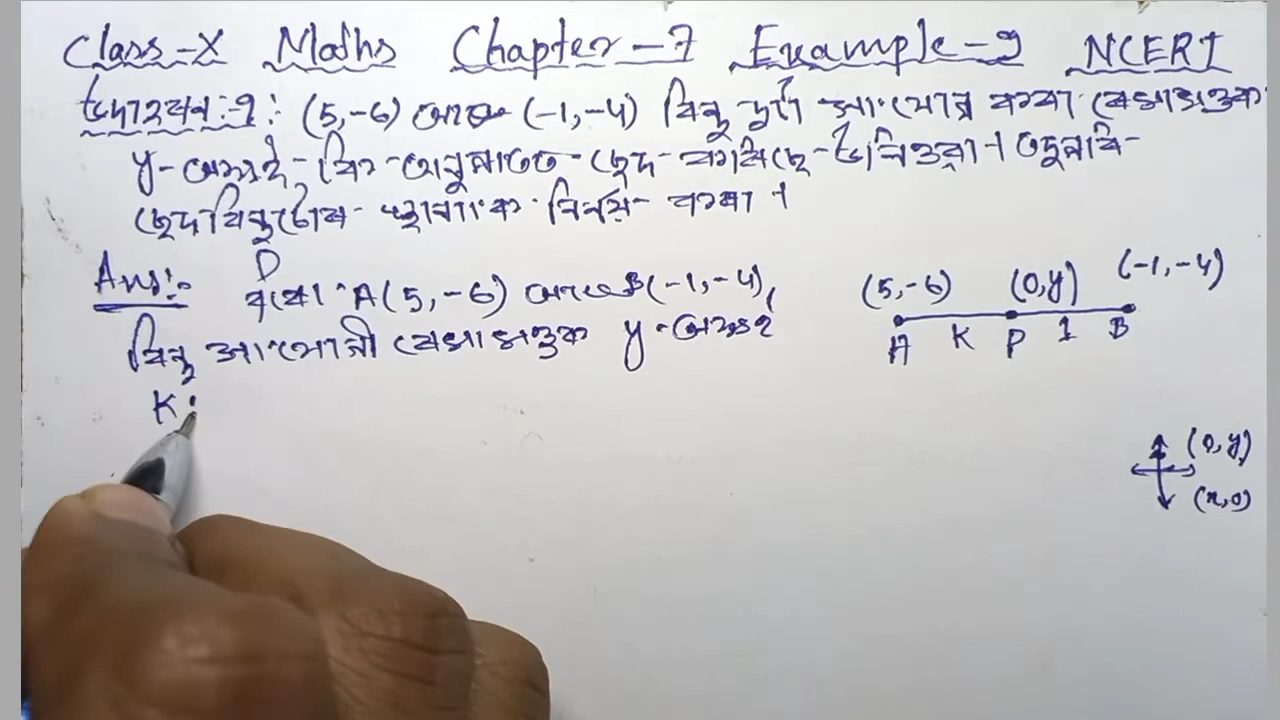 Class-X Maths Chapter-7 Example-9 NCERT
উদাহৰণ:9: (5,-6) আৰু (-1,-4) বিন্দু দুটা সংযোগ কৰা ৰেখাখণ্ডক
y-অক্ষই- কি -অনুপাতত- ছেদ- কৰিছে- উলিওৱা। তদুপৰি-
ছেদবিন্দুটোৰ- স্থানাংক- নিৰ্ণয়- কৰা।
Ans:- ধৰো A(5,-6) আৰু B(-1,-4)
বিন্দু সংযোগী ৰেখাখণ্ডক y-অক্ষই
K:
(5,-6) (0,y) (-1,-4)
A K P 1 B
(0,y)
(x,0)